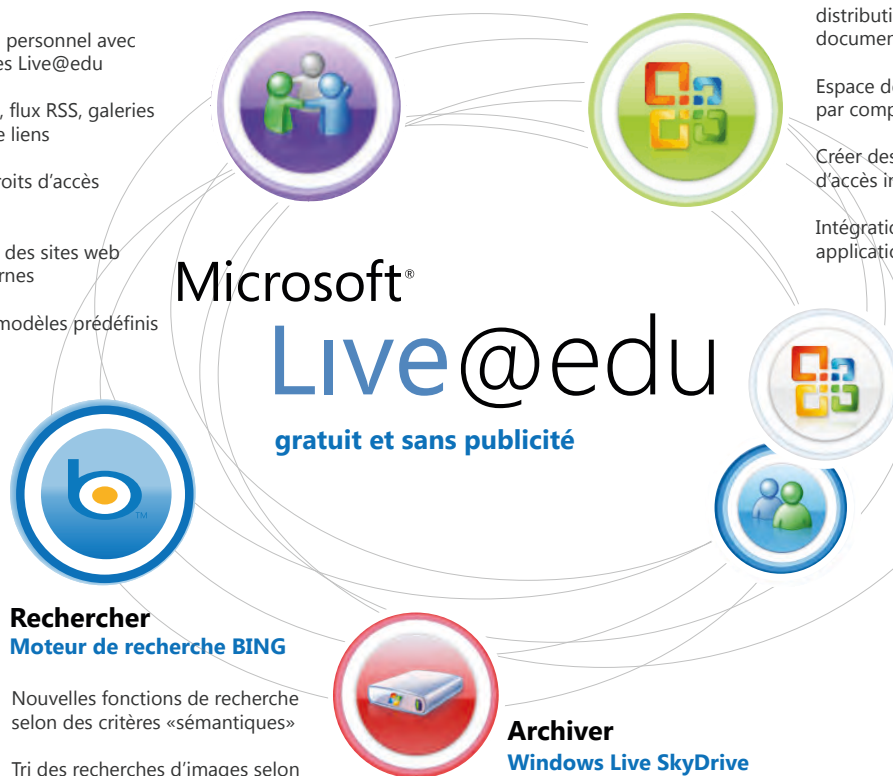 personnel avec
es Live@edu
, flux RSS, galeries
e liens
roits d'accès
des sites web
rnes
modèles prédéfinis
distributi
documen
Espace de
par comp
Créer des
d'accès in
Intégratio
applicatio
Microsoft®
Live@edu
gratuit et sans publicité
b TM
Rechercher
Moteur de recherche BING
Nouvelles fonctions de recherche
selon des critères «sémantiques»
Tri des recherches d'images selon
Archiver
Windows Live SkyDrive